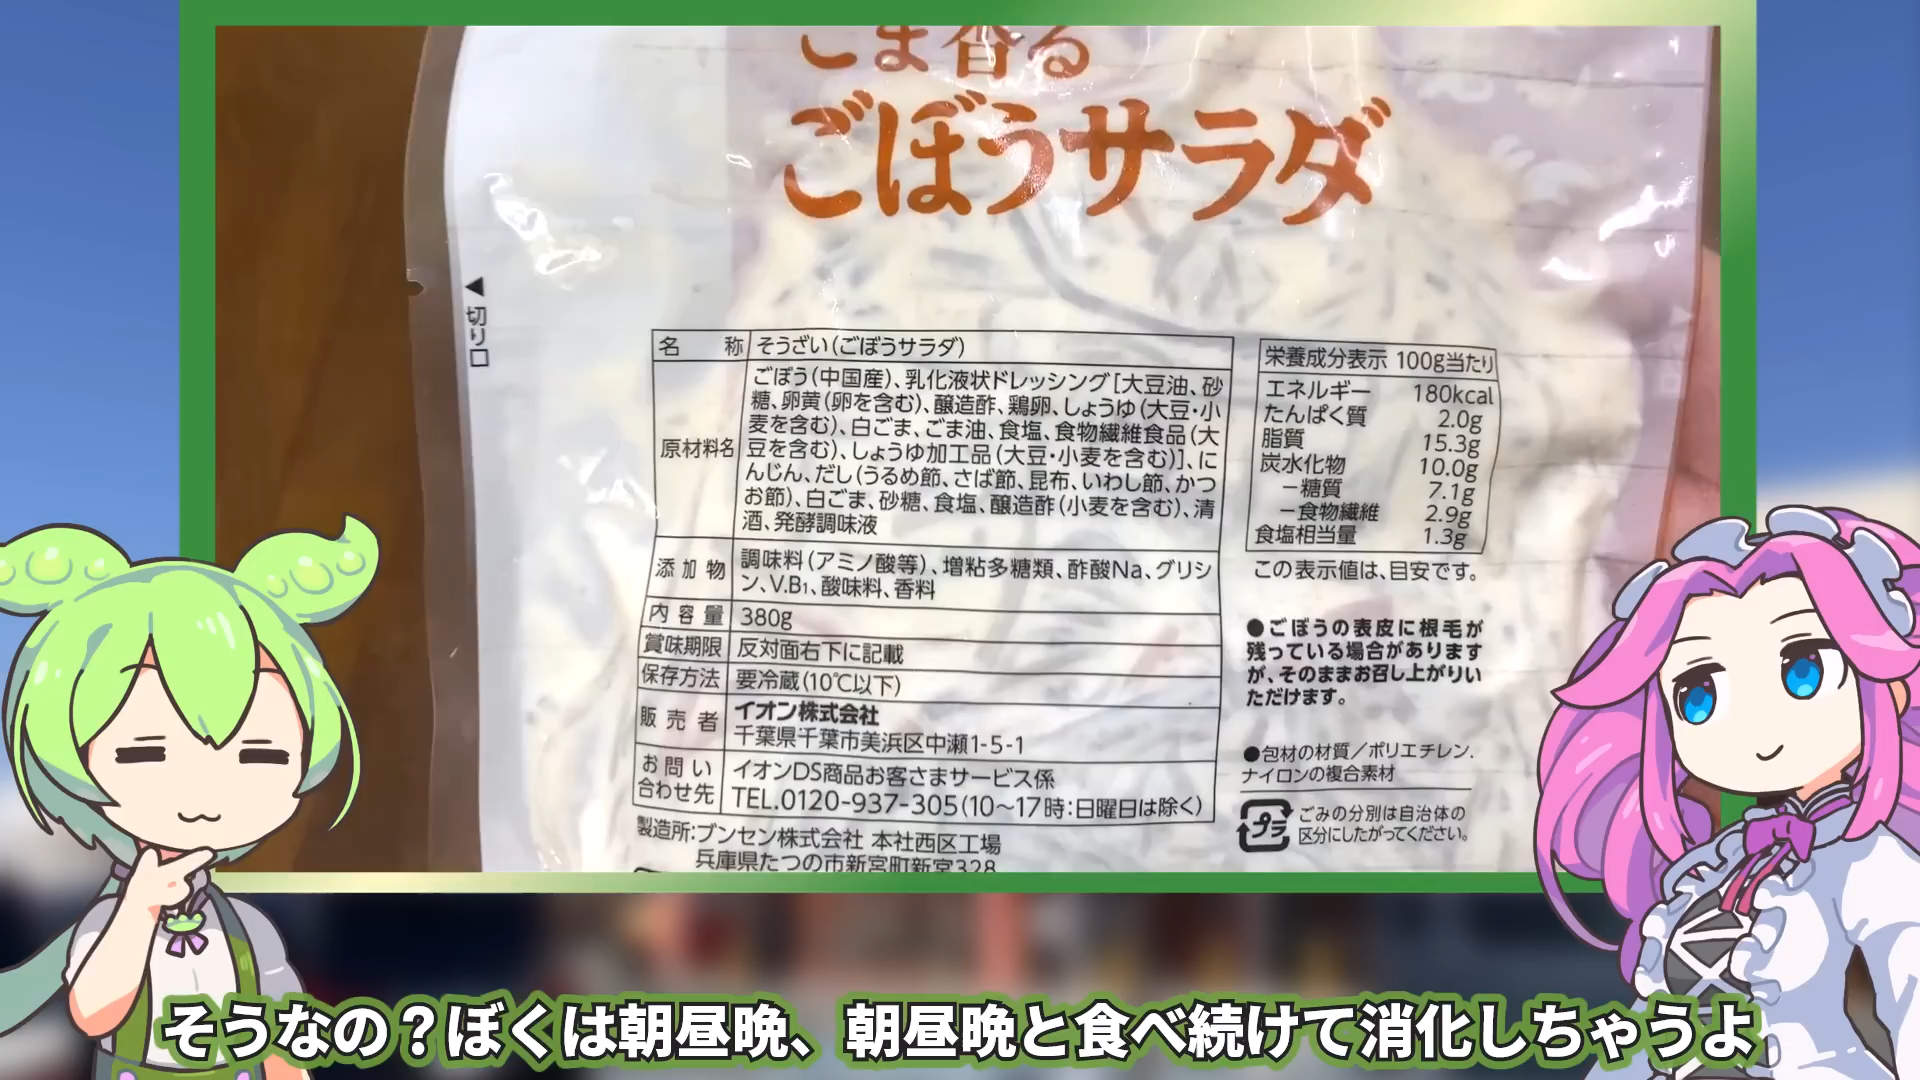 ごま香る
ごぼうサラダ
◀切り口
名称 そうざい(ごぼうサラダ)
原材料名
ごぼう(中国産)、乳化液状ドレッシング[大豆油、砂
糖、卵黄(卵を含む)、醸造酢、鶏卵、しょうゆ(大豆・小
麦を含む)、白ごま、ごま油、食塩、食物繊維食品(大
豆を含む)、しょうゆ加工品(大豆・小麦を含む)]、に
んじん、だし(うるめ節、さば節、昆布、いわし節、かつ
お節)、白ごま、砂糖、食塩、醸造酢(小麦を含む)、清
酒、発酵調味液
添加物
調味料(アミノ酸等)、増粘多糖類、酢酸Na、グリシ
ン、V.B₁、酸味料、香料
内容量 380g
賞味期限 反対面右下に記載
保存方法 要冷蔵(10℃以下)
販売者
イオン株式会社
千葉県千葉市美浜区中瀬1-5-1
お問い
合わせ先
イオンDS商品お客さまサービス係
TEL.0120-937-305(10〜17時:日曜日は除く)
製造所:ブンセン株式会社 本社西区工場
兵庫県たつの市新宮町新宮328
栄養成分表示 100g当たり
エネルギー 180kcal
たんぱく質 2.0g
脂質 15.3g
炭水化物 10.0g
−糖質 7.1g
−食物繊維 2.9g
食塩相当量 1.3g
この表示値は、目安です。
●ごぼうの表皮に根毛が
残っている場合があります
が、そのままお召し上がりい
ただけます。
●包材の材質/ポリエチレン、
ナイロンの複合素材
プラ
ごみの分別は自治体の
区分にしたがってください。
そうなの?ぼくは朝昼晩、朝昼晩と食べ続けて消化しちゃうよ